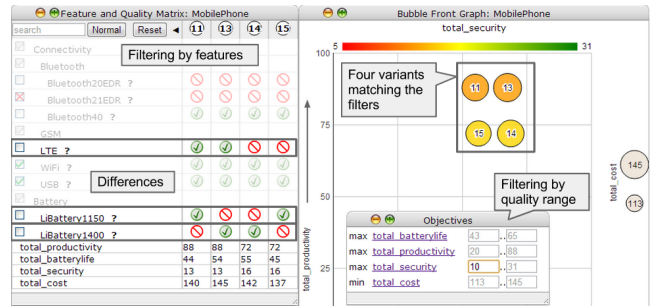 Feature and Quality Matrix: MobilePhone
search Normal Reset ◄ 11 13 14 15
Connectivity
Filtering by features
Bluetooth
Bluetooth20EDR ?
Bluetooth21EDR ?
Bluetooth40 ?
GSM
LTE ?
WiFi ?
Differences
USB ?
Battery
LiBattery1150 ?
LiBattery1400 ?
total_productivity 88 88 72 72
total_batterylife 44 54 55 45
total_security 13 13 16 16
total_cost 140 145 142 137
Bubble Front Graph: MobilePhone
total_security
100
5 31
Four variants
matching the
filters
11 13
15 14
75
50
25
total_productivity
total_cost
145
113
Filtering by
quality range
Objectives
max total_batterylife 43 .. 65
max total_productivity 20 .. 88
max total_security 10 .. 31
min total_cost 113 .. 145